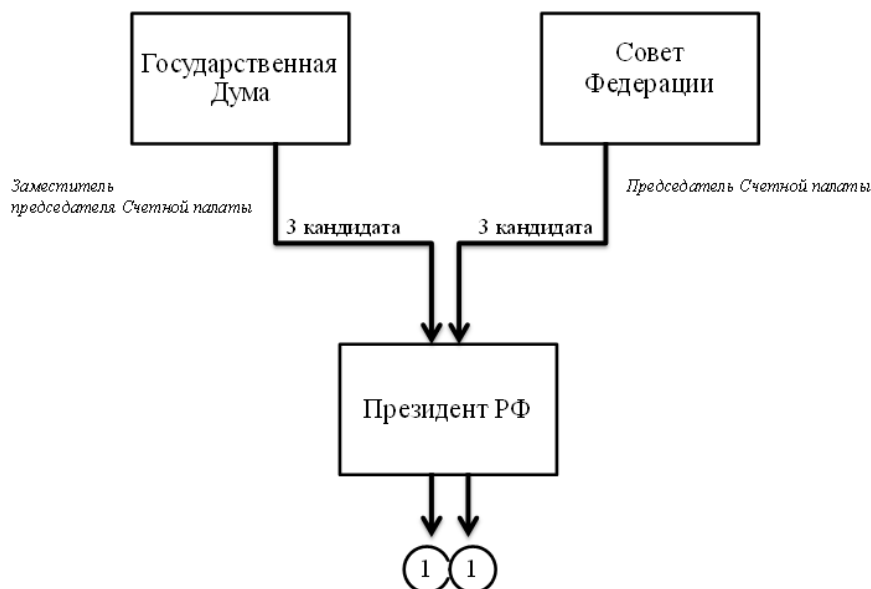 Государственная
Дума
Совет
Федерации
Заместитель
председателя Счетной палаты
Председатель Счетной палаты
3 кандидата
3 кандидата
Президент РФ
1
1